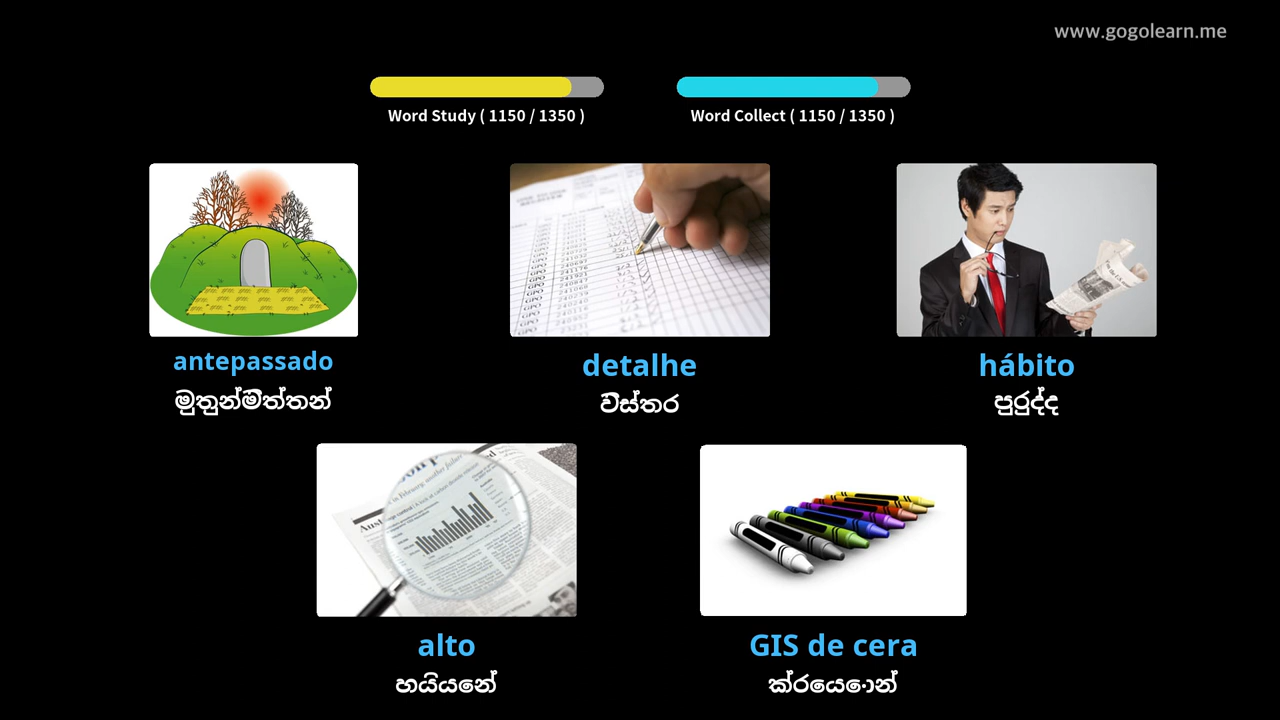 www.gogolearn.me
Word Study ( 1150 / 1350 )
Word Collect ( 1150 / 1350 )
antepassado
මුතුන්මිත්තන්
detalhe
විස්තර
hábito
පුරුද්ද
alto
හයියනේ
GIS de cera
ක්රයෙොන්